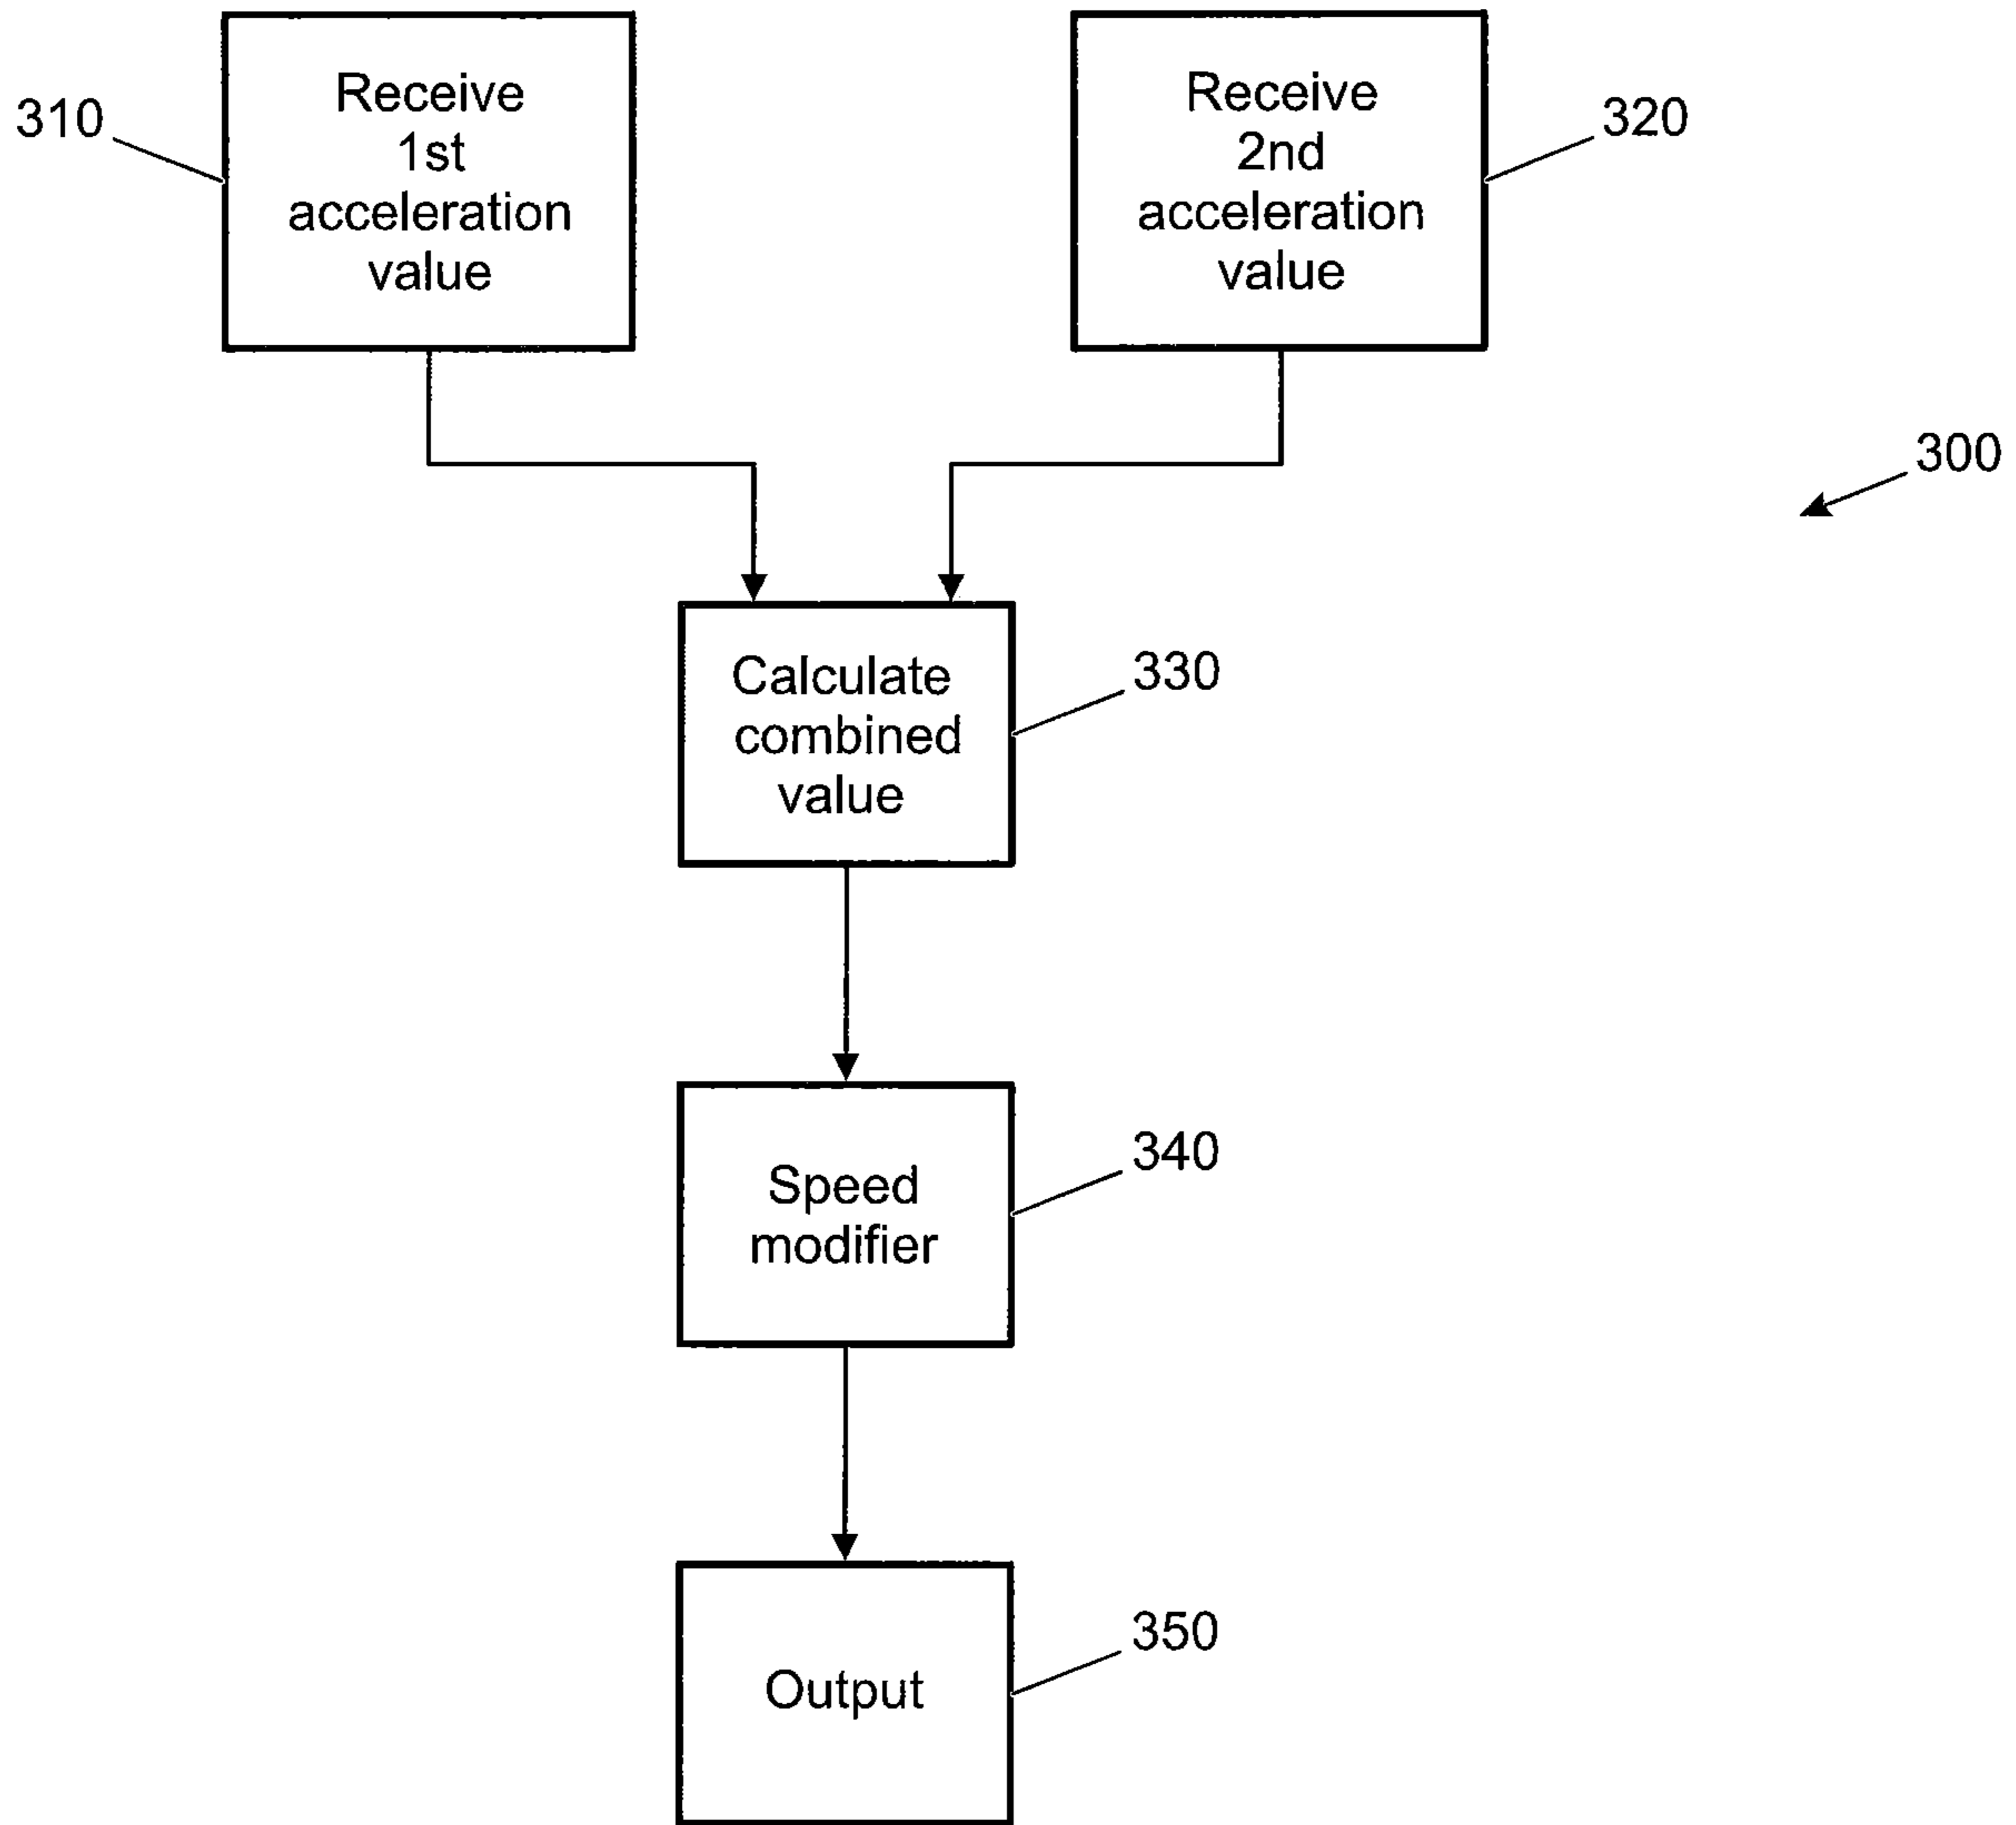 310
Receive
1st
acceleration
value
Receive
2nd
acceleration
value
320
300
Calculate
combined
value
330
Speed
modifier
340
Output
350